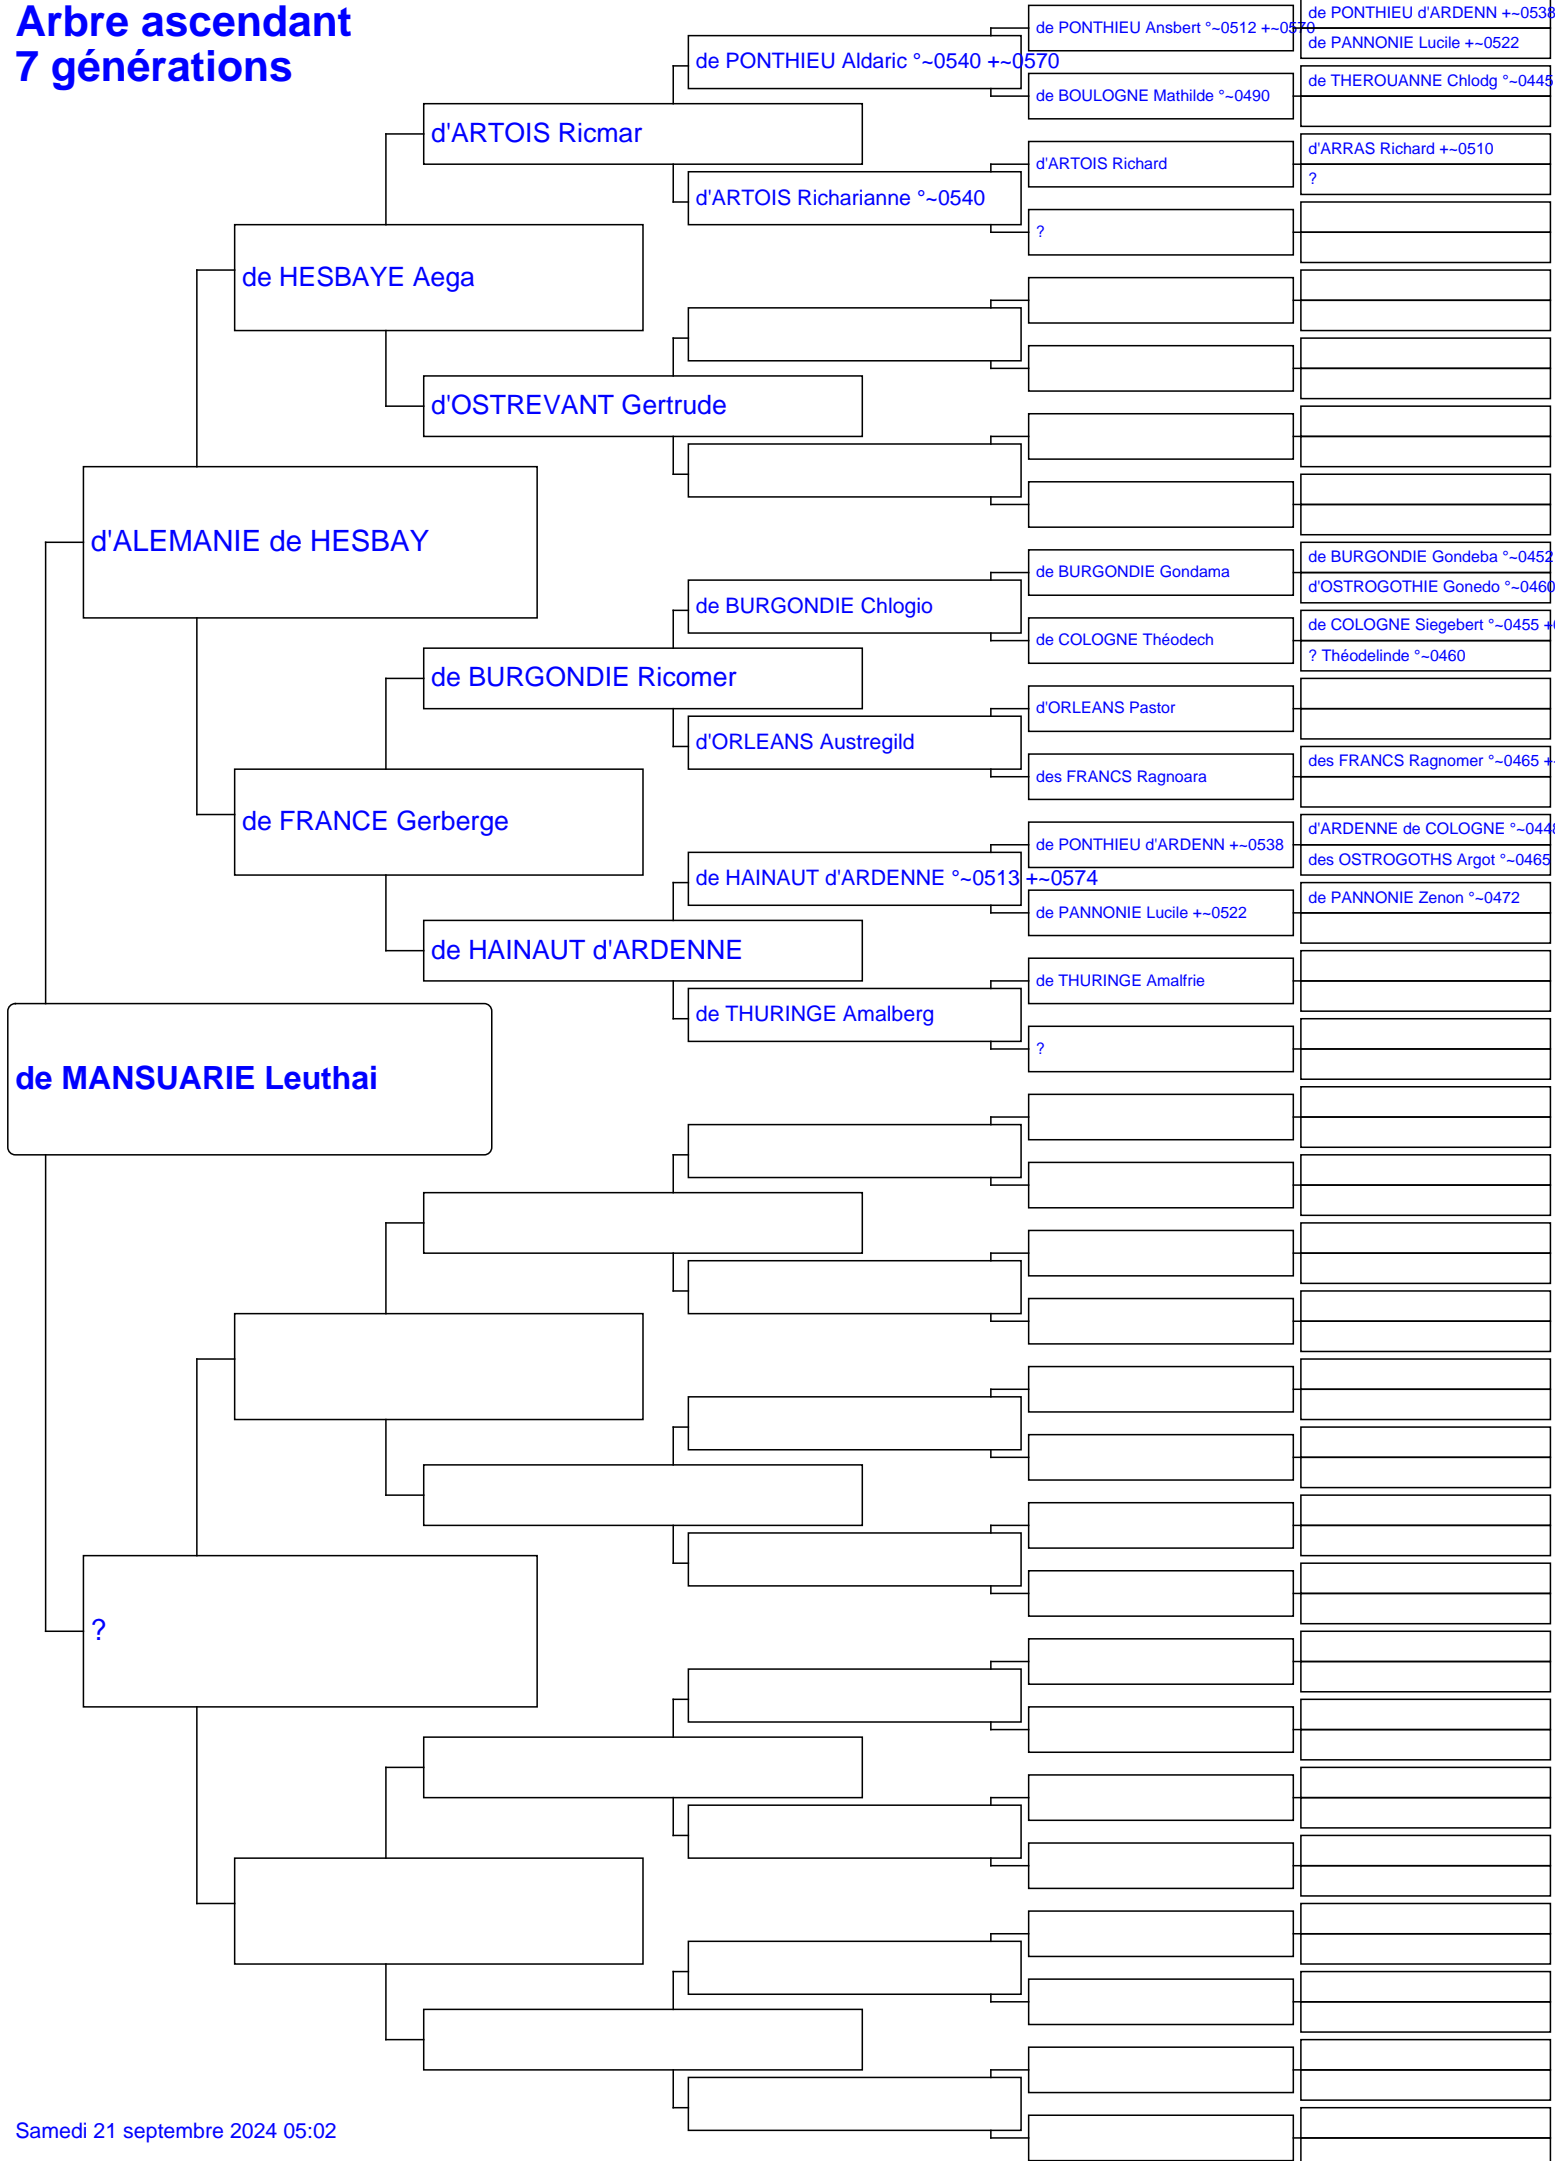 Arbre ascendant
7 générations
de PONTHIEU d'ARDENN +~0538
de PONTHIEU Ansbert °~0512 +~0570
de PANNONIE Lucile +~0522
de PONTHIEU Aldaric °~0540 +~0570
de THEROUANNE Chlodg °~0445
de BOULOGNE Mathilde °~0490
d'ARTOIS Ricmar
d'ARRAS Richard +~0510
d'ARTOIS Richard
?
d'ARTOIS Richarianne °~0540
?
de HESBAYE Aega
d'OSTREVANT Gertrude
d'ALEMANIE de HESBAY
de BURGONDIE Gondeba °~0452
de BURGONDIE Gondama
d'OSTROGOTHIE Gonedo °~0460
de BURGONDIE Chlogio
de COLOGNE Siegebert °~0455 +
de COLOGNE Théodech
? Théodelinde °~0460
de BURGONDIE Ricomer
d'ORLEANS Pastor
d'ORLEANS Austregild
des FRANCS Ragnomer °~0465 +
des FRANCS Ragnoara
de FRANCE Gerberge
d'ARDENNE de COLOGNE °~0448
de PONTHIEU d'ARDENN +~0538
des OSTROGOTHS Argot °~0465
de HAINAUT d'ARDENNE °~0513 +~0574
de PANNONIE Zenon °~0472
de PANNONIE Lucile +~0522
de HAINAUT d'ARDENNE
de THURINGE Amalfrie
de THURINGE Amalberg
?
de MANSUARIE Leuthai
?
Samedi 21 septembre 2024 05:02